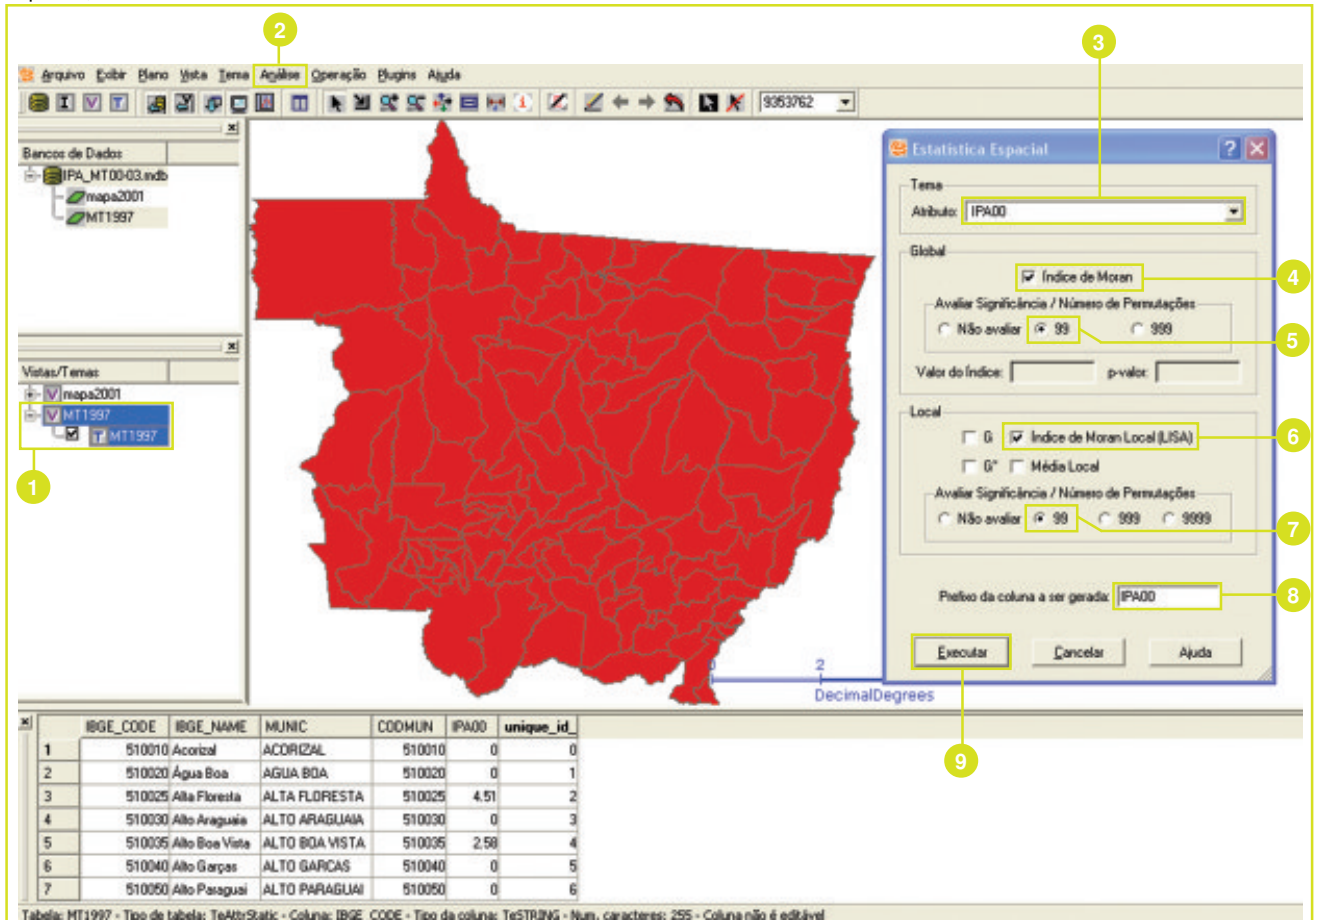 2
3
Arquivo Exibir Plano Vista Tema Análise Operação Plugins Ajuda
I V T 9353762
Bancos de Dados
IPA_MT00-03.mdb
mapa2001
MT1997
Vistas/Temas
V mapa2001
V MT1997
T MT1997
1
Estatística Espacial
Tema
Atributo: IPA00
Global
Índice de Moran
4
Avaliar Significância / Número de Permutações
Não avaliar 99 999
5
Valor do Índice: p-valor:
Local
G Índice de Moran Local (LISA)
6
G* Média Local
Avaliar Significância / Número de Permutações
Não avaliar 99 999 9999
7
Prefixo da coluna a ser gerada: IPA00
8
Executar Cancelar Ajuda
9
0 2
DecimalDegrees
IBGE_CODE IBGE_NAME MUNIC CODMUN IPA00 unique_id_
1 510010 Acorizal ACORIZAL 510010 0 0
2 510020 Água Boa AGUA BOA 510020 0 1
3 510025 Alta Floresta ALTA FLORESTA 510025 4.51 2
4 510030 Alto Araguaia ALTO ARAGUAIA 510030 0 3
5 510035 Alto Boa Vista ALTO BOA VISTA 510035 2.58 4
6 510040 Alto Garças ALTO GARCAS 510040 0 5
7 510050 Alto Paraguai ALTO PARAGUAI 510050 0 6
Tabela: MT1997 - Tipo de tabela: TeAttrStatic - Coluna: IBGE_CODE - Tipo da coluna: TeSTRING - Num. caracteres: 255 - Coluna não é editável